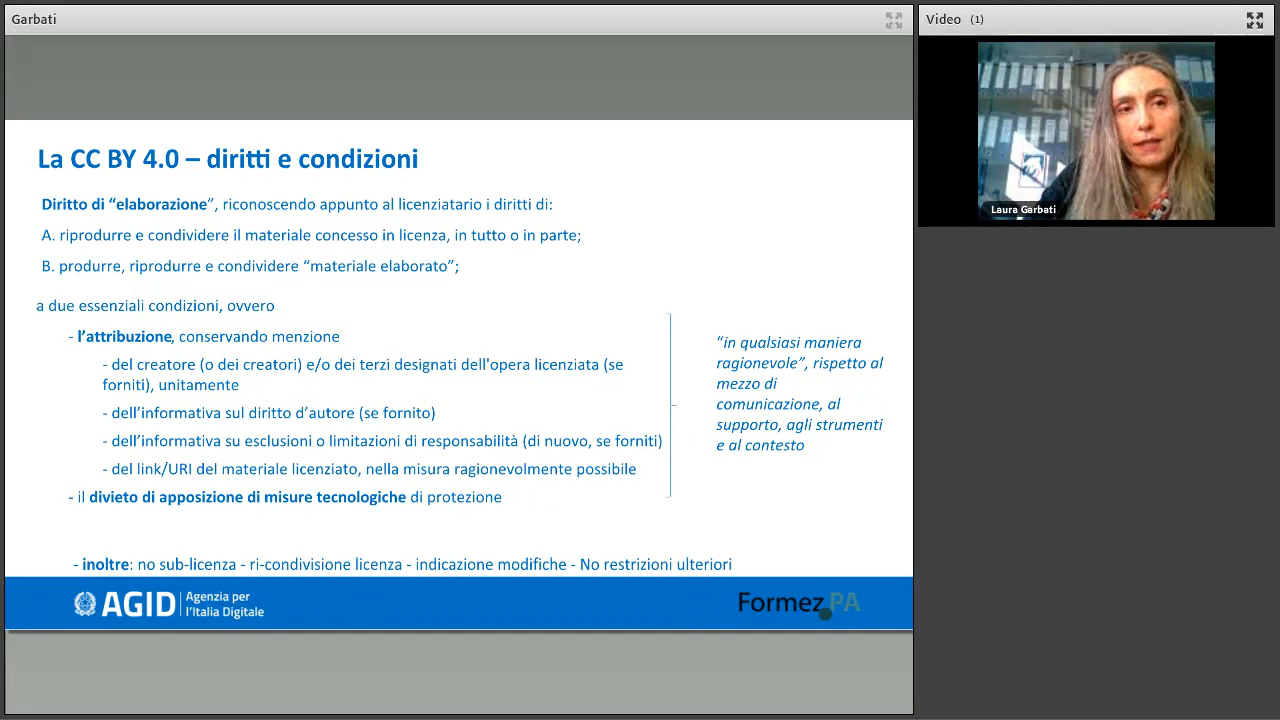 Garbati
Video (1)
Laura Garbati
La CC BY 4.0 – diritti e condizioni
Diritto di “elaborazione”, riconoscendo appunto al licenziatario i diritti di:
A. riprodurre e condividere il materiale concesso in licenza, in tutto o in parte;
B. produrre, riprodurre e condividere “materiale elaborato”;
a due essenziali condizioni, ovvero
- l’attribuzione, conservando menzione
- del creatore (o dei creatori) e/o dei terzi designati dell'opera licenziata (se
forniti), unitamente
- dell’informativa sul diritto d’autore (se fornito)
- dell’informativa su esclusioni o limitazioni di responsabilità (di nuovo, se forniti)
- del link/URI del materiale licenziato, nella misura ragionevolmente possibile
- il divieto di apposizione di misure tecnologiche di protezione
“in qualsiasi maniera
ragionevole”, rispetto al
mezzo di
comunicazione, al
supporto, agli strumenti
e al contesto
- inoltre: no sub-licenza - ri-condivisione licenza - indicazione modifiche - No restrizioni ulteriori
AGID
Agenzia per
l’Italia Digitale
Formez PA